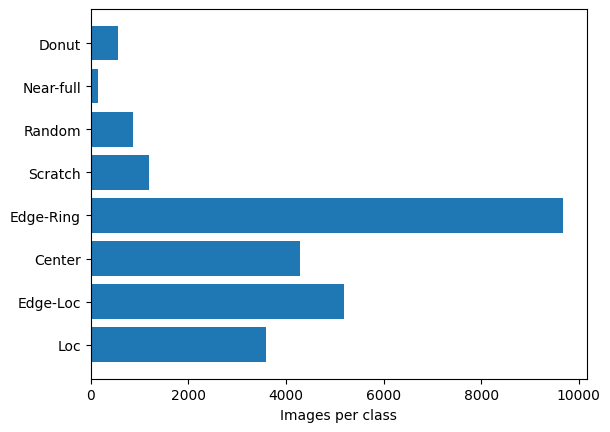 Donut
Near-full
Random
Scratch
Edge-Ring
Center
Edge-Loc
Loc
0 2000 4000 6000 8000 10000
Images per class